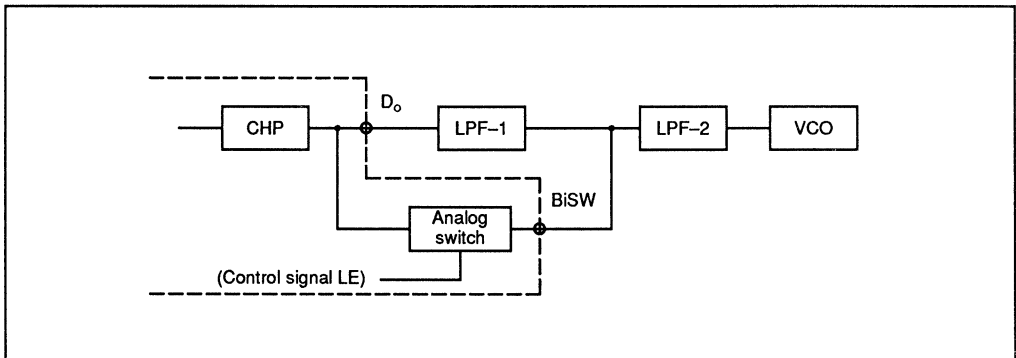 Dₒ
CHP
LPF–1
LPF–2
VCO
BiSW
Analog
switch
(Control signal LE)